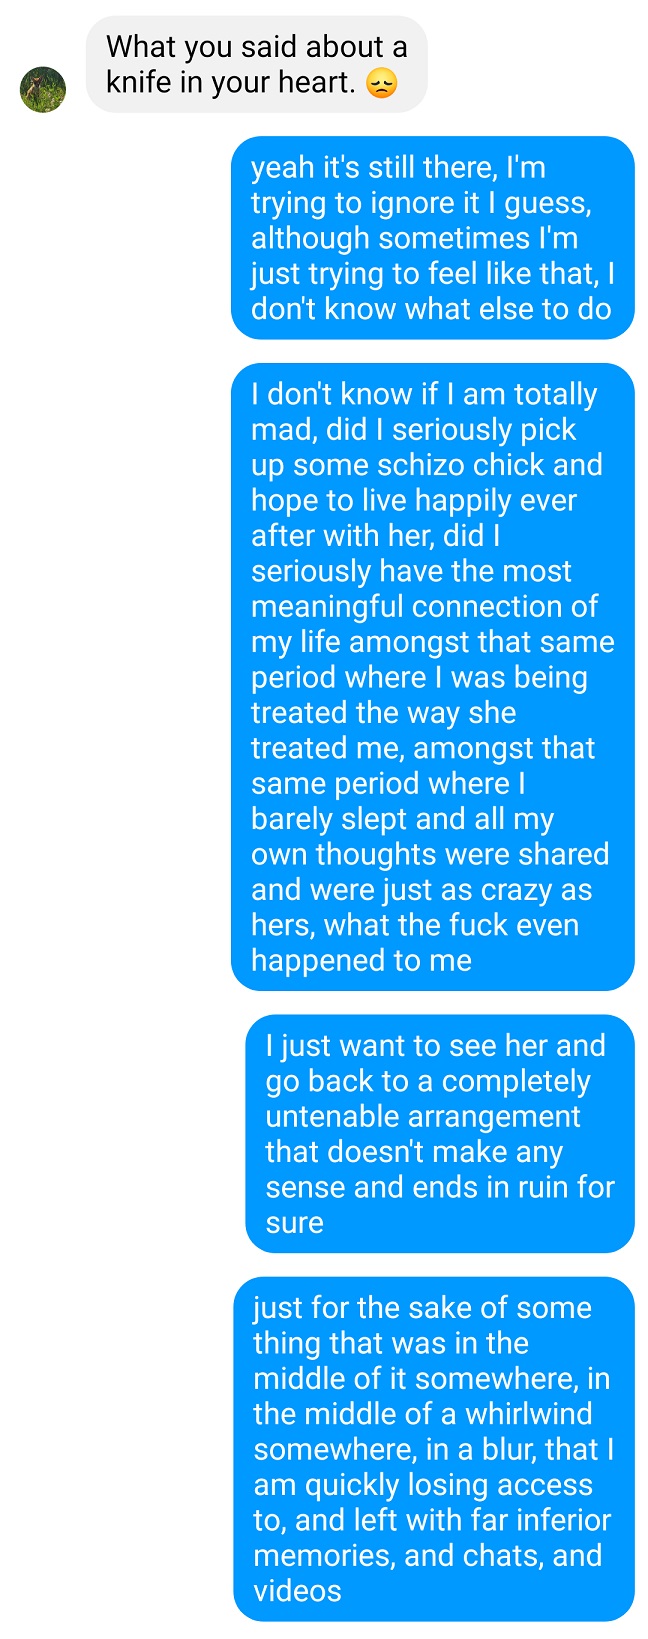 What you said about a
knife in your heart. 😞
yeah it's still there, I'm
trying to ignore it I guess,
although sometimes I'm
just trying to feel like that, I
don't know what else to do
I don't know if I am totally
mad, did I seriously pick
up some schizo chick and
hope to live happily ever
after with her, did I
seriously have the most
meaningful connection of
my life amongst that same
period where I was being
treated the way she
treated me, amongst that
same period where I
barely slept and all my
own thoughts were shared
and were just as crazy as
hers, what the fuck even
happened to me
I just want to see her and
go back to a completely
untenable arrangement
that doesn't make any
sense and ends in ruin for
sure
just for the sake of some
thing that was in the
middle of it somewhere, in
the middle of a whirlwind
somewhere, in a blur, that I
am quickly losing access
to, and left with far inferior
memories, and chats, and
videos